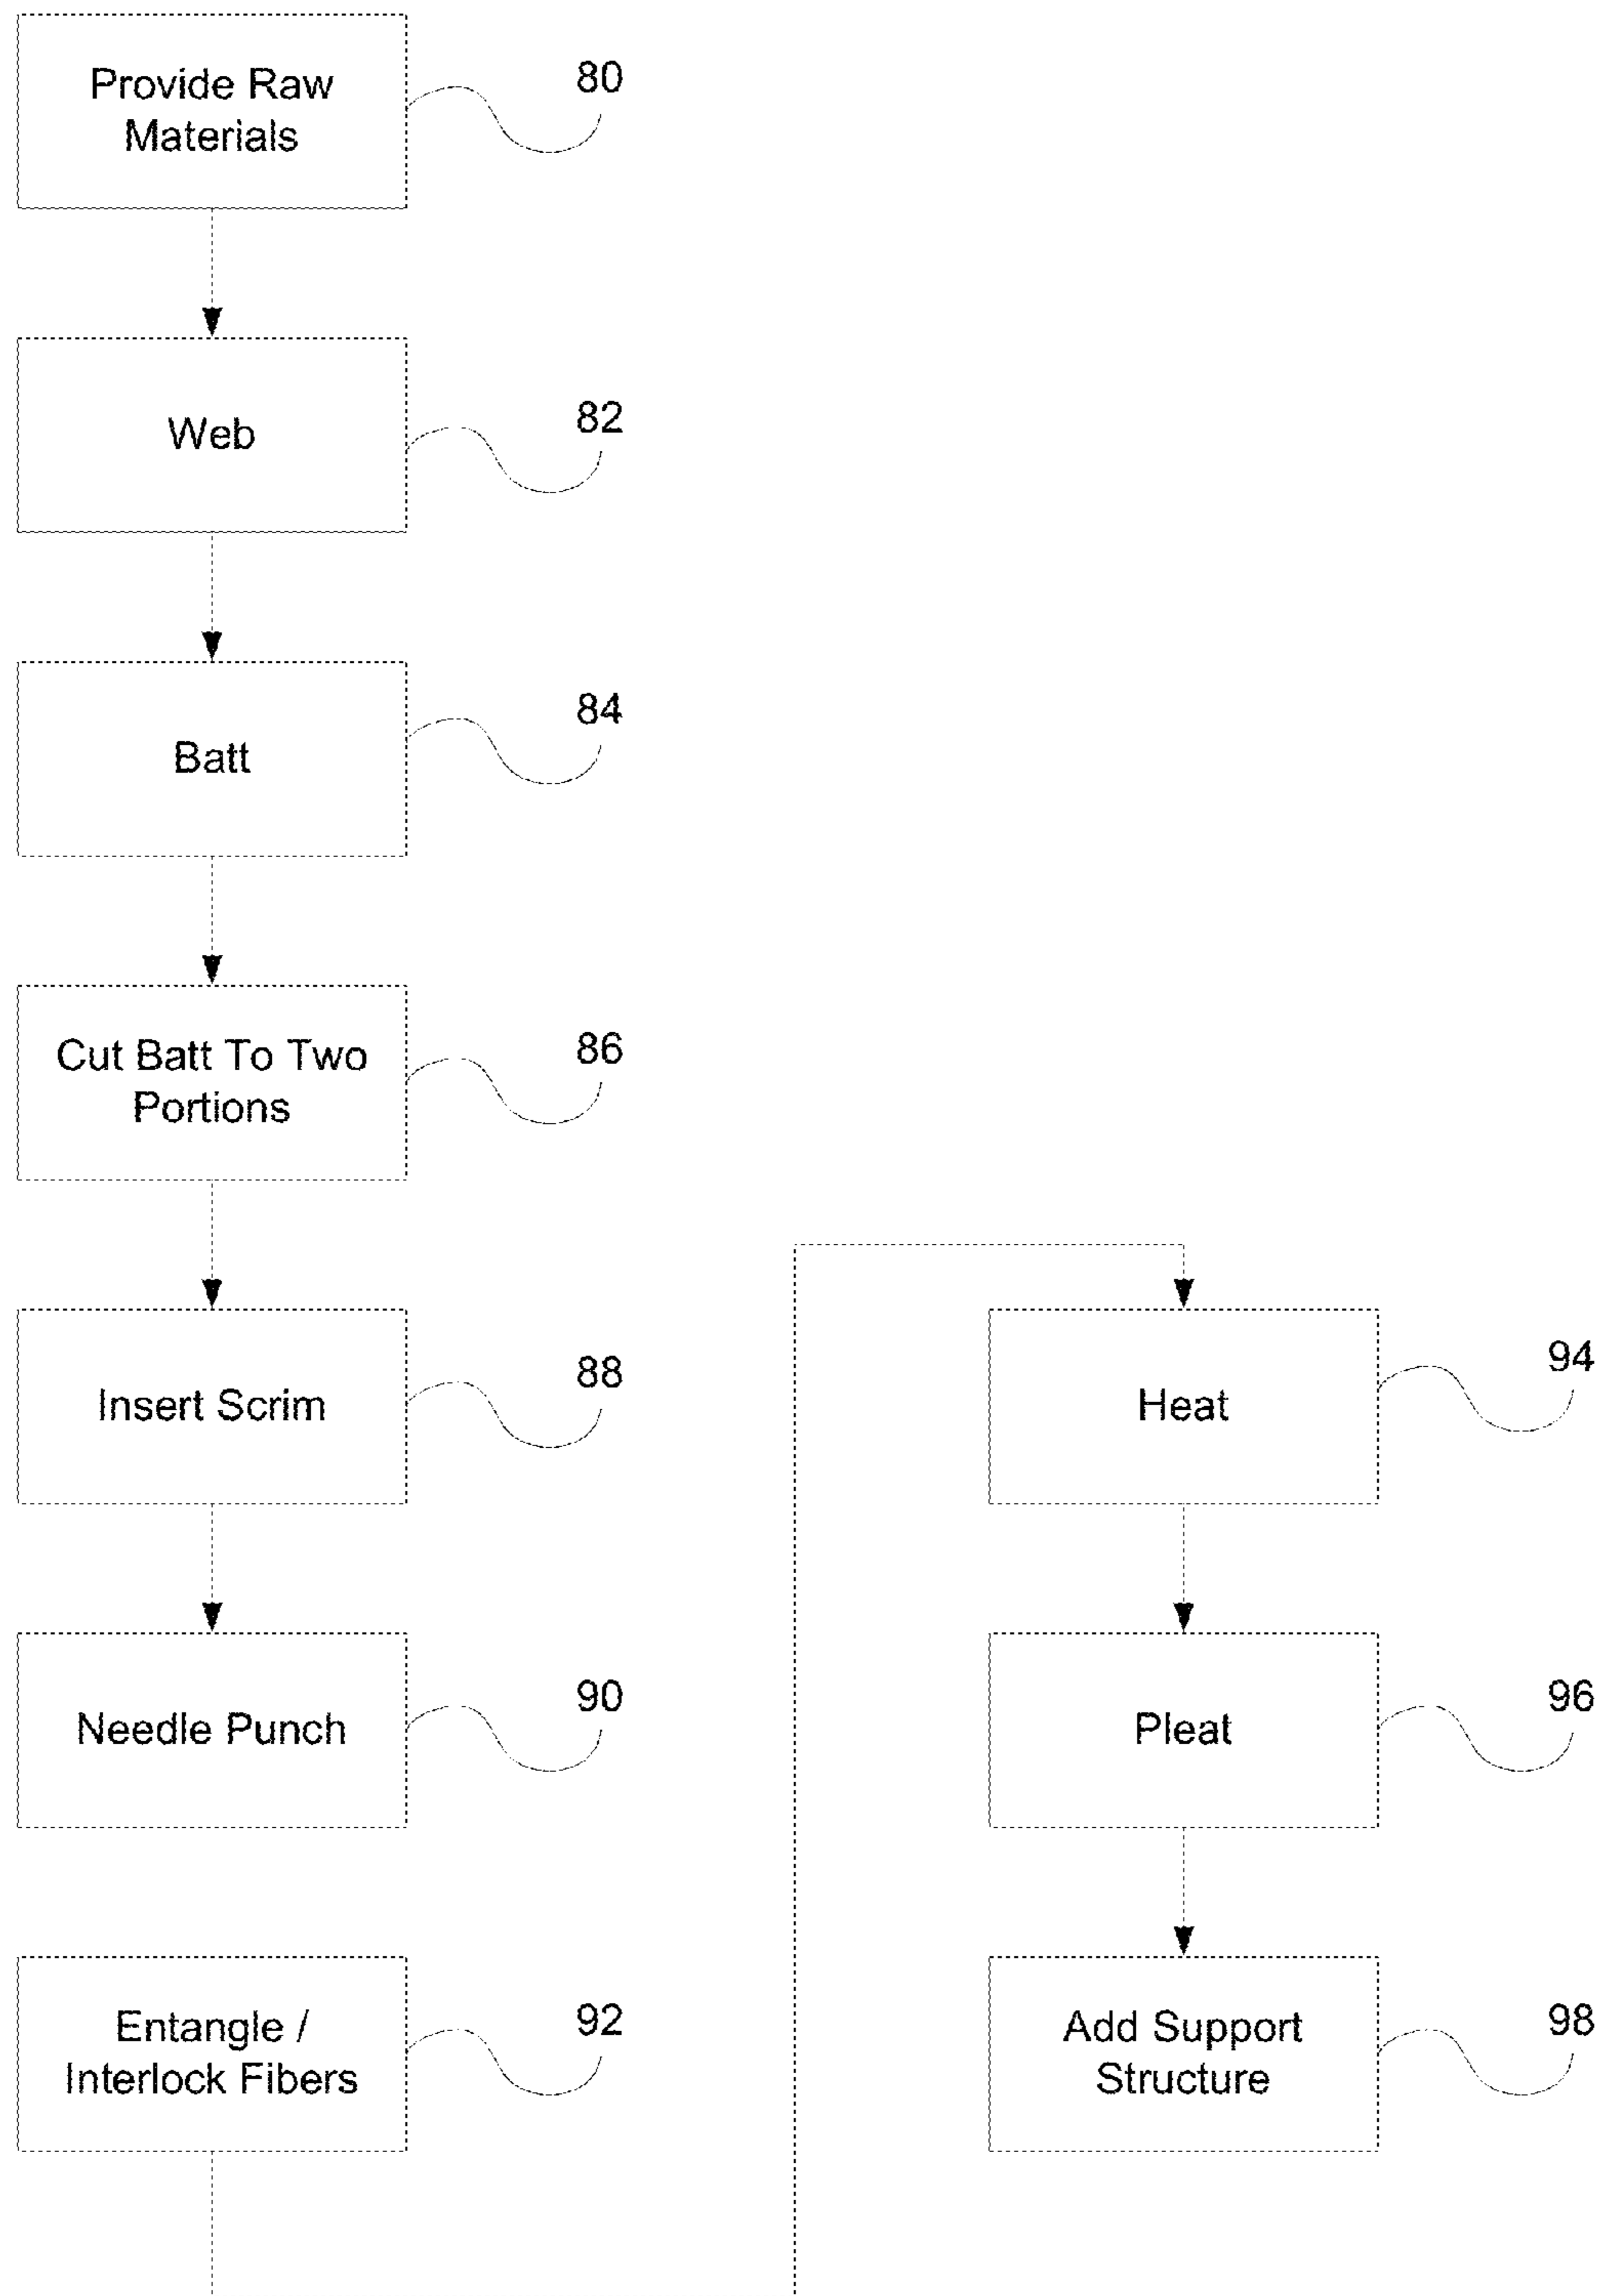 Provide Raw
Materials
80
Web
82
Batt
84
Cut Batt To Two
Portions
86
Insert Scrim
88
Needle Punch
90
Entangle /
Interlock Fibers
92
Heat
94
Pleat
96
Add Support
Structure
98